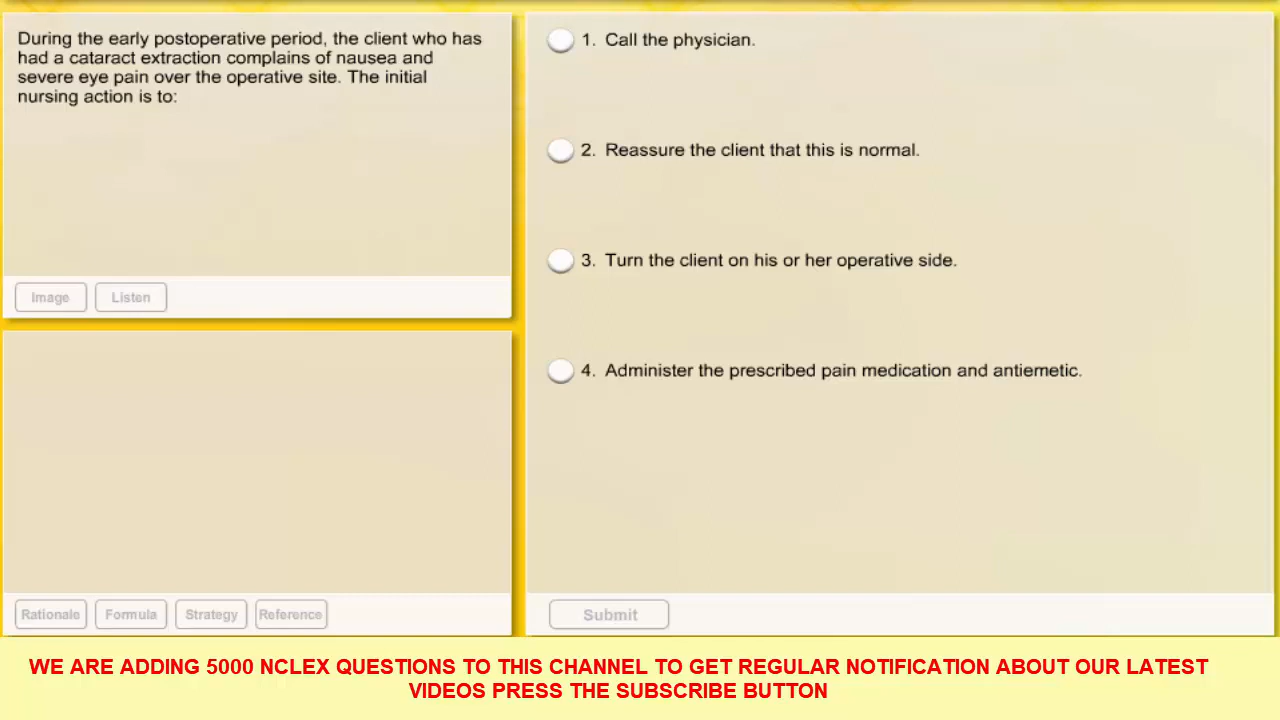 During the early postoperative period, the client who has
had a cataract extraction complains of nausea and
severe eye pain over the operative site. The initial
nursing action is to:
Image Listen
Rationale Formula Strategy Reference
1. Call the physician.
2. Reassure the client that this is normal.
3. Turn the client on his or her operative side.
4. Administer the prescribed pain medication and antiemetic.
Submit
WE ARE ADDING 5000 NCLEX QUESTIONS TO THIS CHANNEL TO GET REGULAR NOTIFICATION ABOUT OUR LATEST
VIDEOS PRESS THE SUBSCRIBE BUTTON